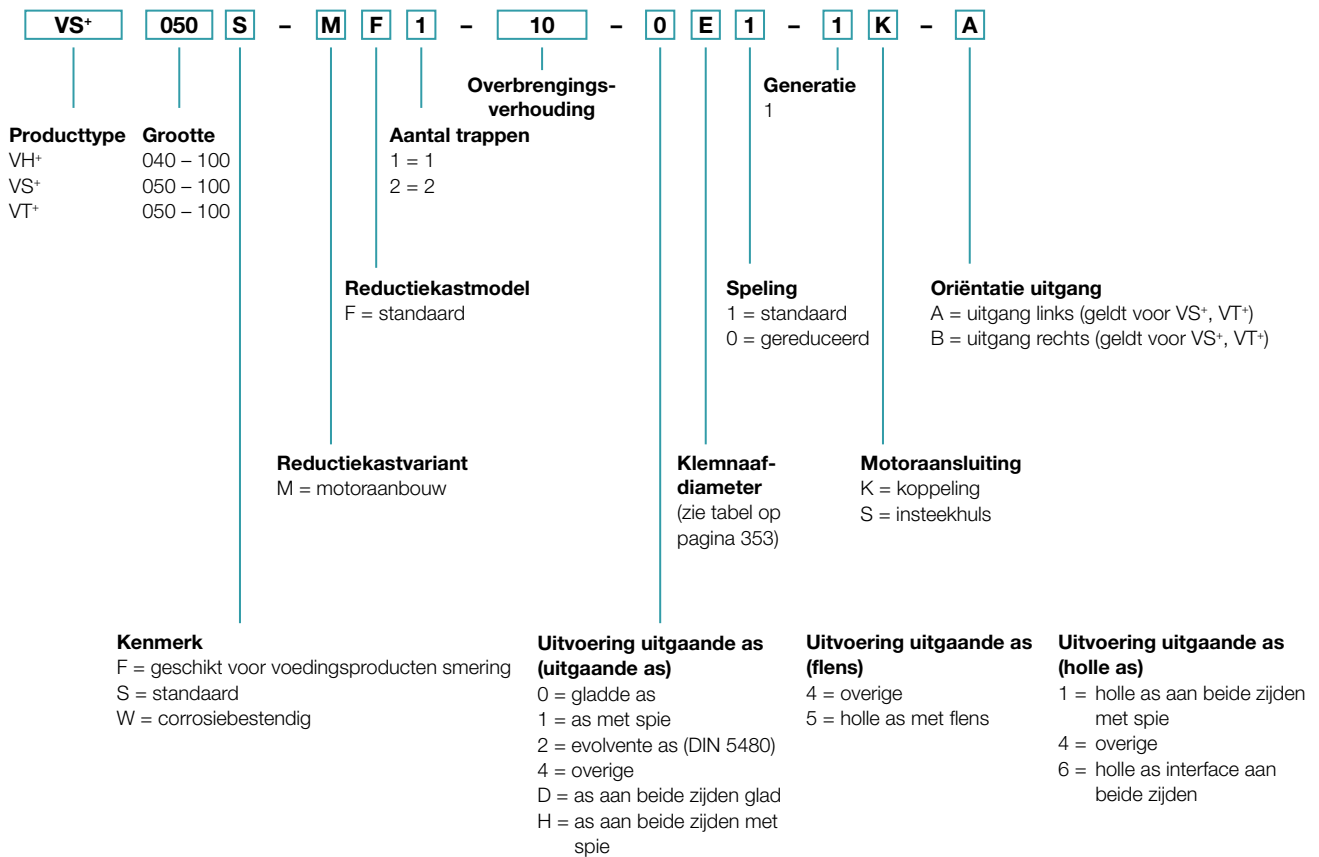 VS⁺ 050 S – M F 1 – 10 – 0 E 1 – 1 K – A
Producttype
VH⁺
VS⁺
VT⁺
Grootte
040 – 100
050 – 100
050 – 100
Aantal trappen
1 = 1
2 = 2
Overbrengings-
verhouding
Generatie
1
Reductiekastmodel
F = standaard
Speling
1 = standaard
0 = gereduceerd
Oriëntatie uitgang
A = uitgang links (geldt voor VS⁺, VT⁺)
B = uitgang rechts (geldt voor VS⁺, VT⁺)
Reductiekastvariant
M = motoraanbouw
Klemnaaf-
diameter
(zie tabel op
pagina 353)
Motoraansluiting
K = koppeling
S = insteekhuls
Kenmerk
F = geschikt voor voedingsproducten smering
S = standaard
W = corrosiebestendig
Uitvoering uitgaande as
(uitgaande as)
0 = gladde as
1 = as met spie
2 = evolvente as (DIN 5480)
4 = overige
D = as aan beide zijden glad
H = as aan beide zijden met
spie
Uitvoering uitgaande as
(flens)
4 = overige
5 = holle as met flens
Uitvoering uitgaande as
(holle as)
1 = holle as aan beide zijden
met spie
4 = overige
6 = holle as interface aan
beide zijden